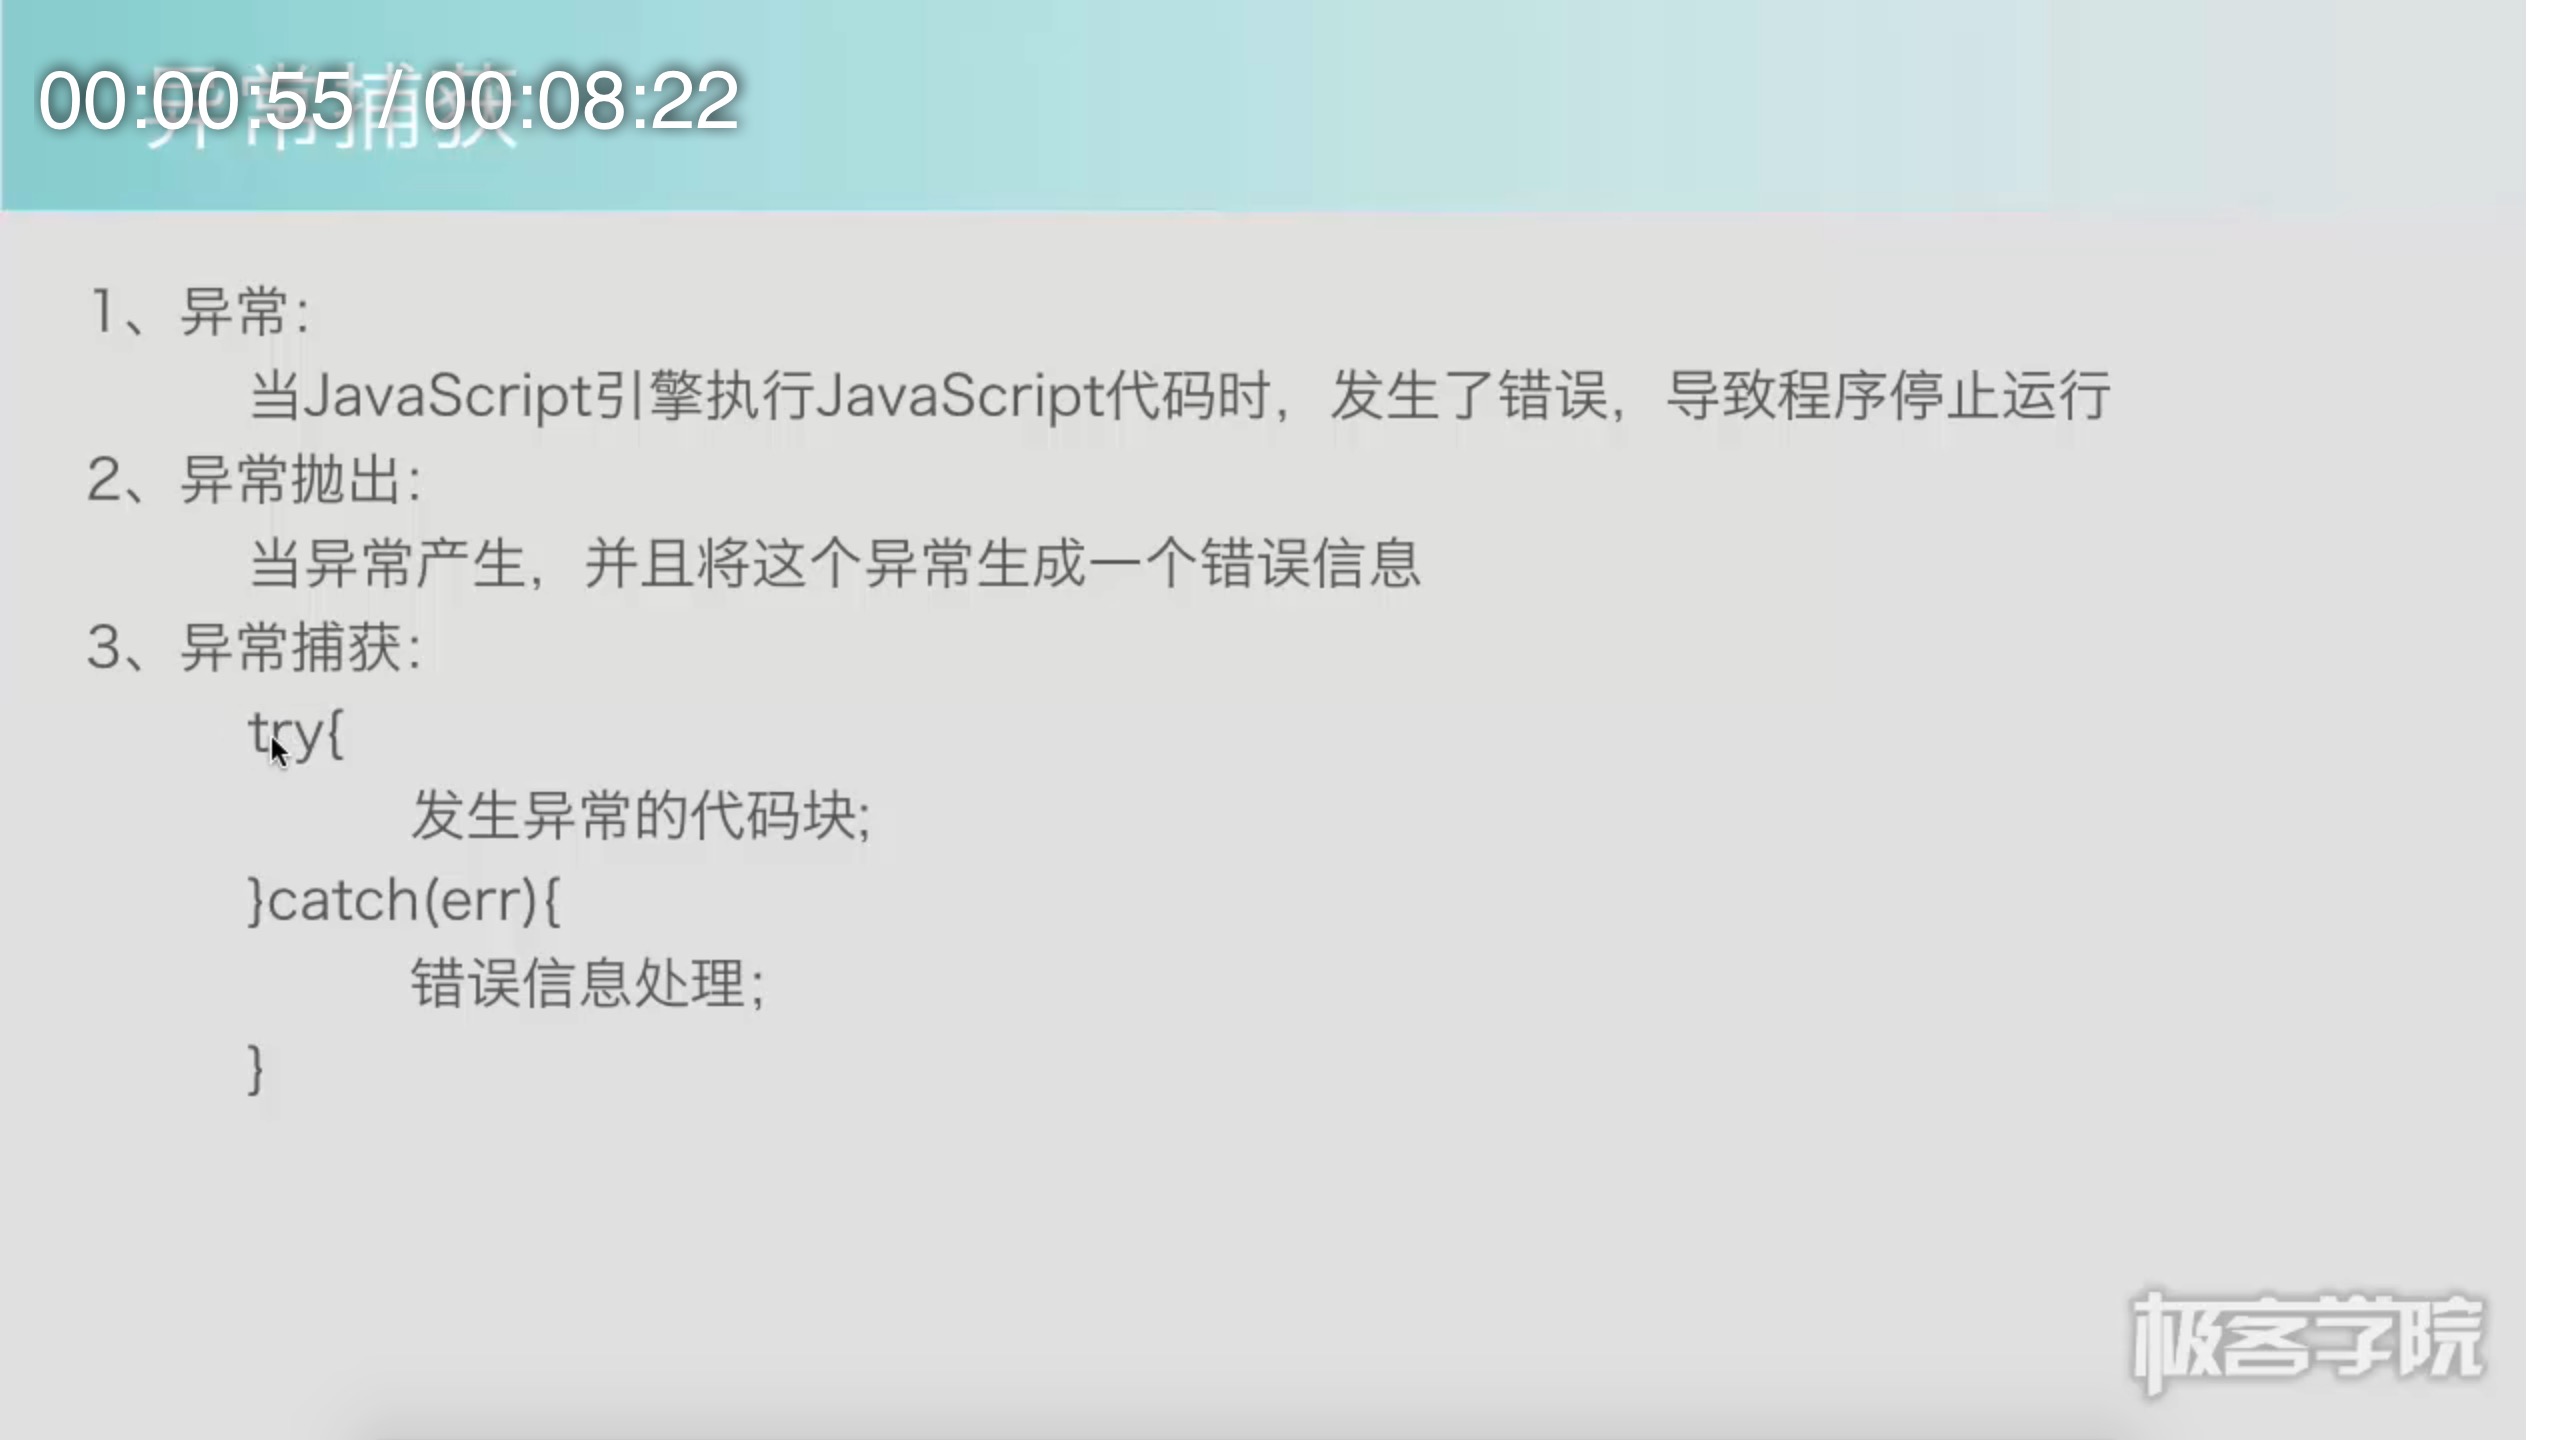 00:00:55 / 00:08:22
异常捕获
1、异常：
当JavaScript引擎执行JavaScript代码时，发生了错误，导致程序停止运行
2、异常抛出：
当异常产生，并且将这个异常生成一个错误信息
3、异常捕获：
try{
发生异常的代码块;
}catch(err){
错误信息处理；
}
极客学院